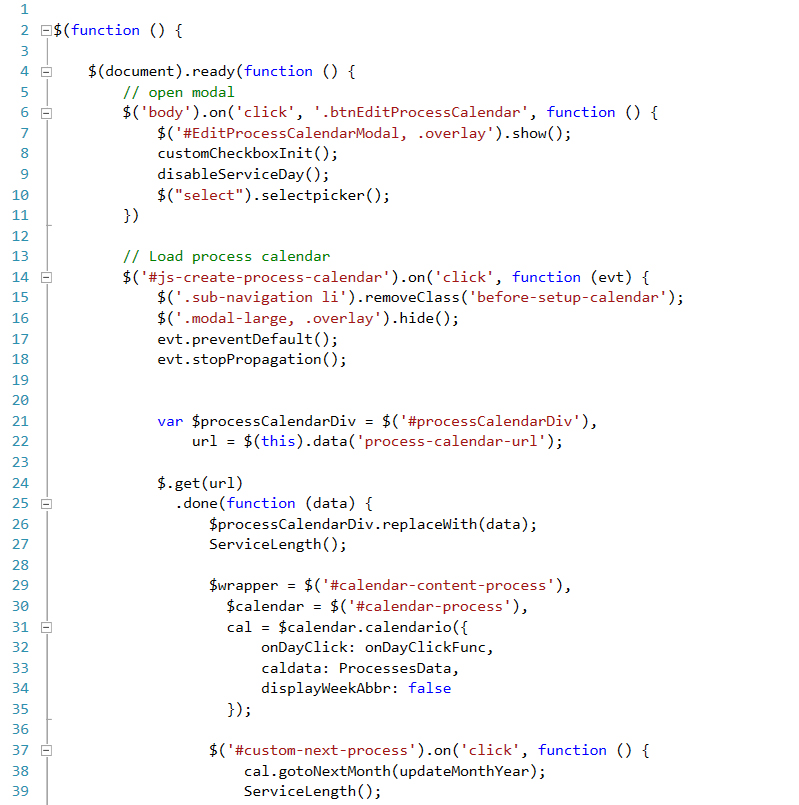 1
2 $(function () {
3
4     $(document).ready(function () {
5         // open modal
6         $('body').on('click', '.btnEditProcessCalendar', function () {
7             $('#EditProcessCalendarModal, .overlay').show();
8             customCheckboxInit();
9             disableServiceDay();
10             $("select").selectpicker();
11         })
12
13         // Load process calendar
14         $('#js-create-process-calendar').on('click', function (evt) {
15             $('.sub-navigation li').removeClass('before-setup-calendar');
16             $('.modal-large, .overlay').hide();
17             evt.preventDefault();
18             evt.stopPropagation();
19
20
21             var $processCalendarDiv = $('#processCalendarDiv'),
22                 url = $(this).data('process-calendar-url');
23
24             $.get(url)
25               .done(function (data) {
26                   $processCalendarDiv.replaceWith(data);
27                   ServiceLength();
28
29                   $wrapper = $('#calendar-content-process'),
30                     $calendar = $('#calendar-process'),
31                     cal = $calendar.calendario({
32                         onDayClick: onDayClickFunc,
33                         caldata: ProcessesData,
34                         displayWeekAbbr: false
35                     });
36
37                   $('#custom-next-process').on('click', function () {
38                       cal.gotoNextMonth(updateMonthYear);
39                       ServiceLength();